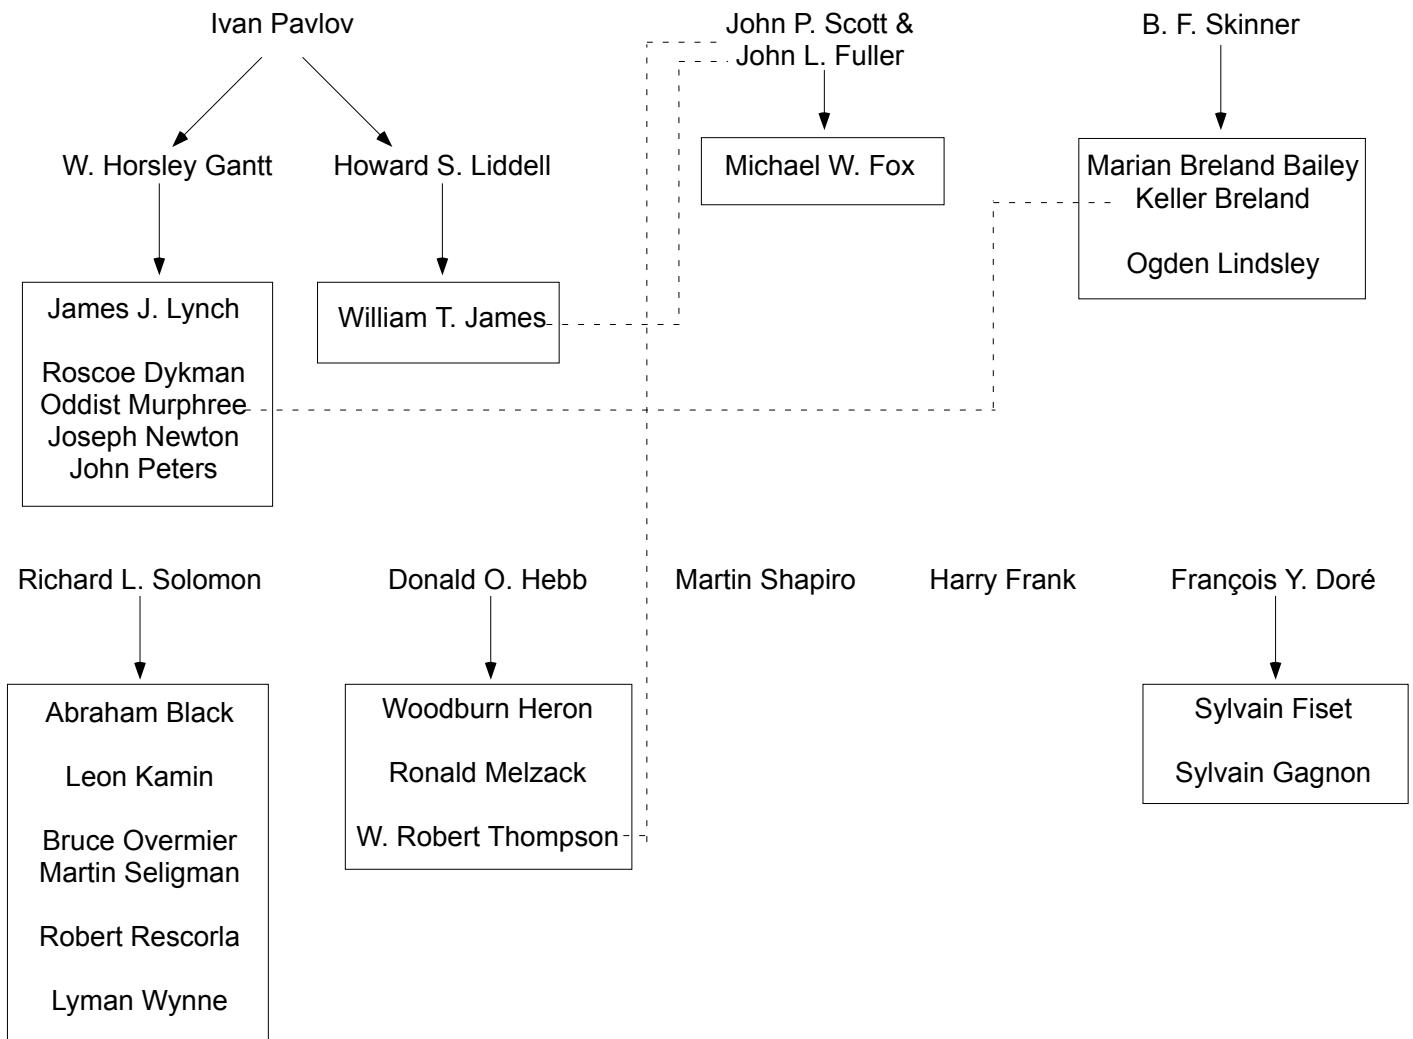 Ivan Pavlov
John P. Scott &
John L. Fuller
B. F. Skinner
W. Horsley Gantt
Howard S. Liddell
Michael W. Fox
Marian Breland Bailey
Keller Breland
Ogden Lindsley
James J. Lynch
Roscoe Dykman
Oddist Murphree
Joseph Newton
John Peters
William T. James
Richard L. Solomon
Donald O. Hebb
Martin Shapiro
Harry Frank
François Y. Doré
Abraham Black
Leon Kamin
Bruce Overmier
Martin Seligman
Robert Rescorla
Lyman Wynne
Woodburn Heron
Ronald Melzack
W. Robert Thompson
Sylvain Fiset
Sylvain Gagnon